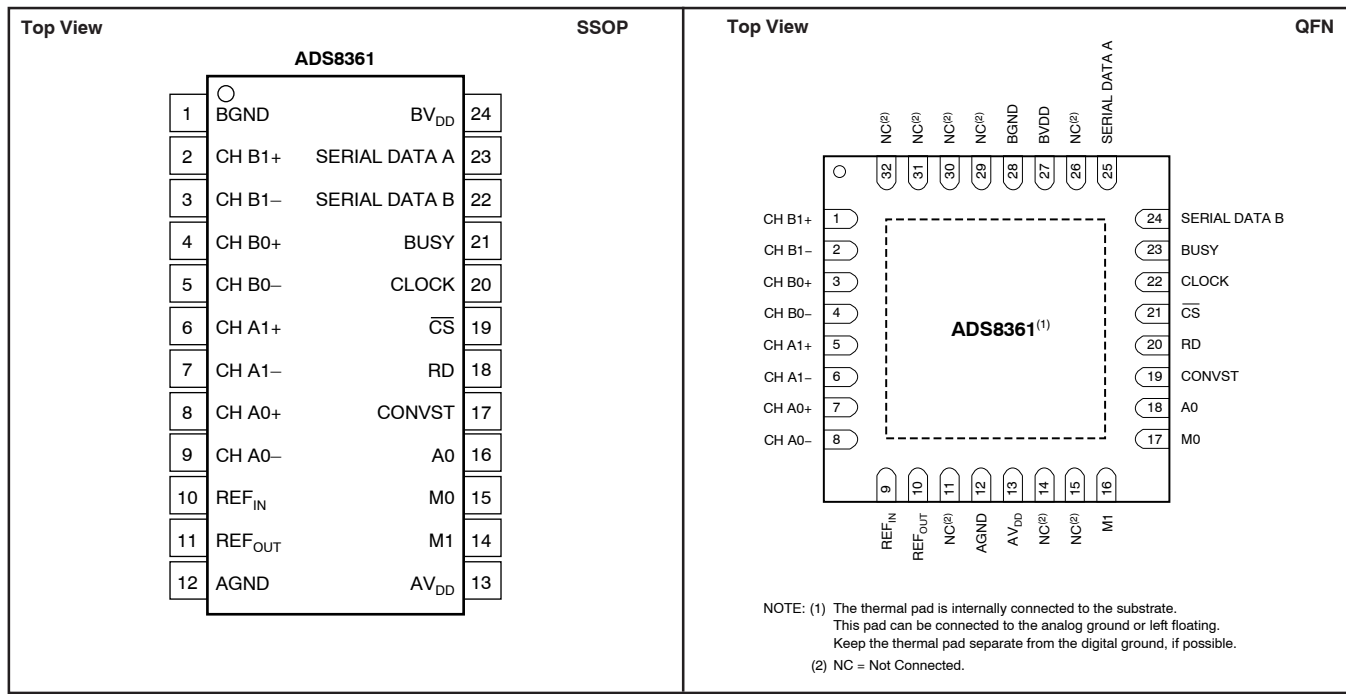 Top View
SSOP
ADS8361
1 BGND BVDD 24
2 CH B1+ SERIAL DATA A 23
3 CH B1− SERIAL DATA B 22
4 CH B0+ BUSY 21
5 CH B0− CLOCK 20
6 CH A1+ CS 19
7 CH A1− RD 18
8 CH A0+ CONVST 17
9 CH A0− A0 16
10 REFIN M0 15
11 REFOUT M1 14
12 AGND AVDD 13
Top View
QFN
NC(2) NC(2) NC(2) NC(2) BGND BVDD NC(2) SERIAL DATA A
32 31 30 29 28 27 26 25
CH B1+ 1 24 SERIAL DATA B
CH B1− 2 23 BUSY
CH B0+ 3 22 CLOCK
CH B0− 4 21 CS
CH A1+ 5 20 RD
CH A1− 6 19 CONVST
CH A0+ 7 18 A0
CH A0− 8 17 M0
ADS8361(1)
9 10 11 12 13 14 15 16
REFIN REFOUT NC(2) AGND AVDD NC(2) NC(2) M1
NOTE: (1) The thermal pad is internally connected to the substrate.
This pad can be connected to the analog ground or left floating.
Keep the thermal pad separate from the digital ground, if possible.
(2) NC = Not Connected.